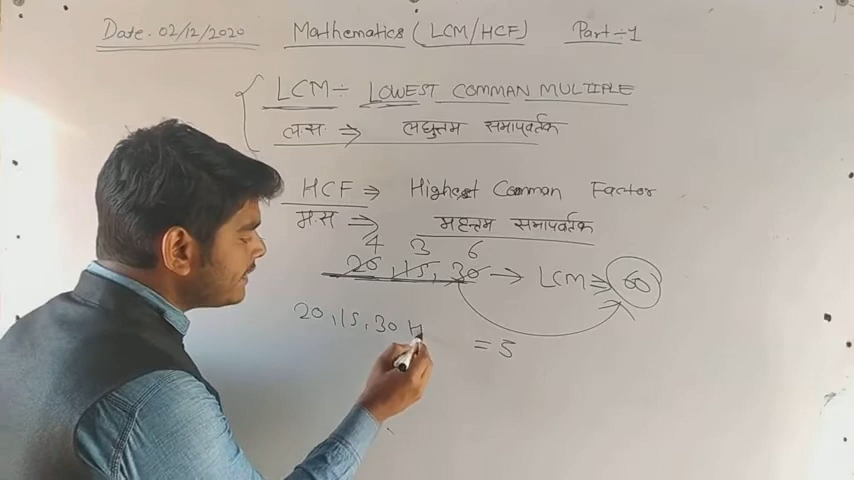 Date. 02/12/2020 Mathematics (LCM/HCF) Part÷1
LCM ÷ LOWEST COMMAN MULTIPLE
ल.स. ⇒ लघुत्तम समापवर्तक
HCF ⇒ Highest Common Factor
म.स ⇒ महत्तम समापवर्तक
4 3 6
20, 15, 30 → LCM = 60
20, 15, 30 H
= 5